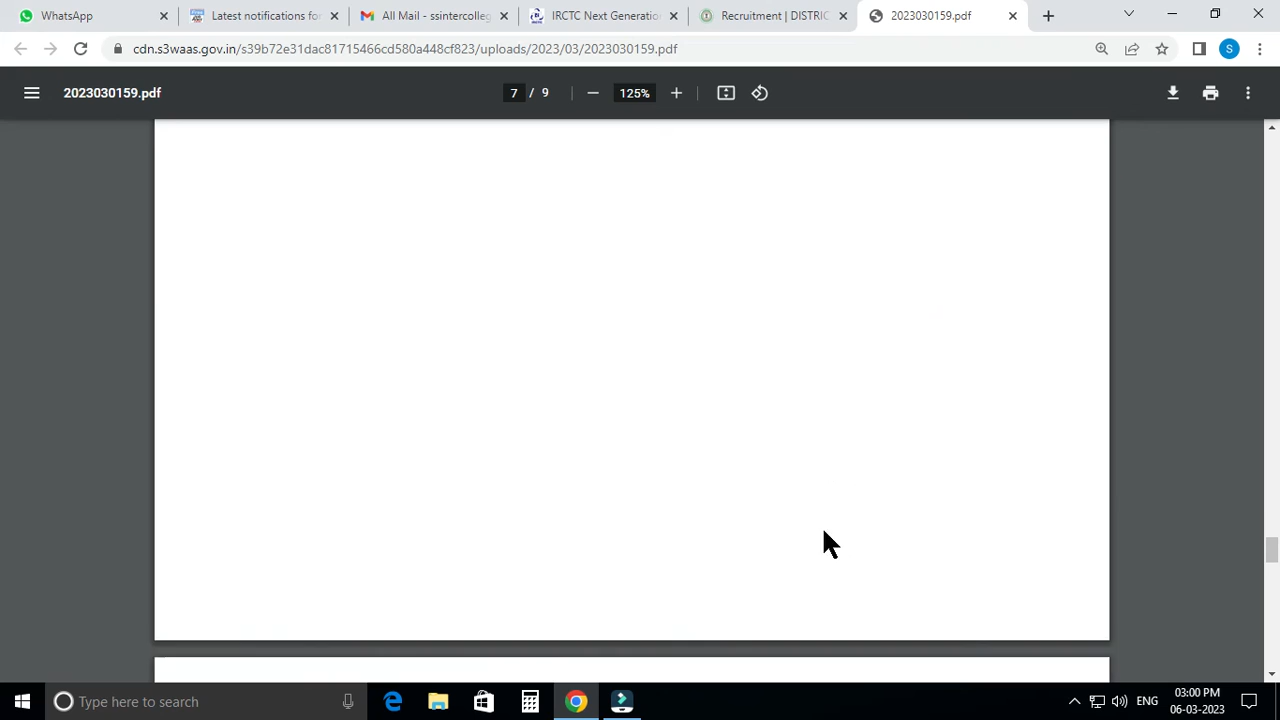 WhatsApp
Latest notifications fo
All Mail - ssintercolleg
IRCTC Next Generatio
Recruitment | DISTRIC
2023030159.pdf
cdn.s3waas.gov.in/s39b72e31dac81715466cd580a448cf823/uploads/2023/03/2023030159.pdf
S
2023030159.pdf
7 / 9
125%
Type here to search
ENG
03:00 PM
06-03-2023